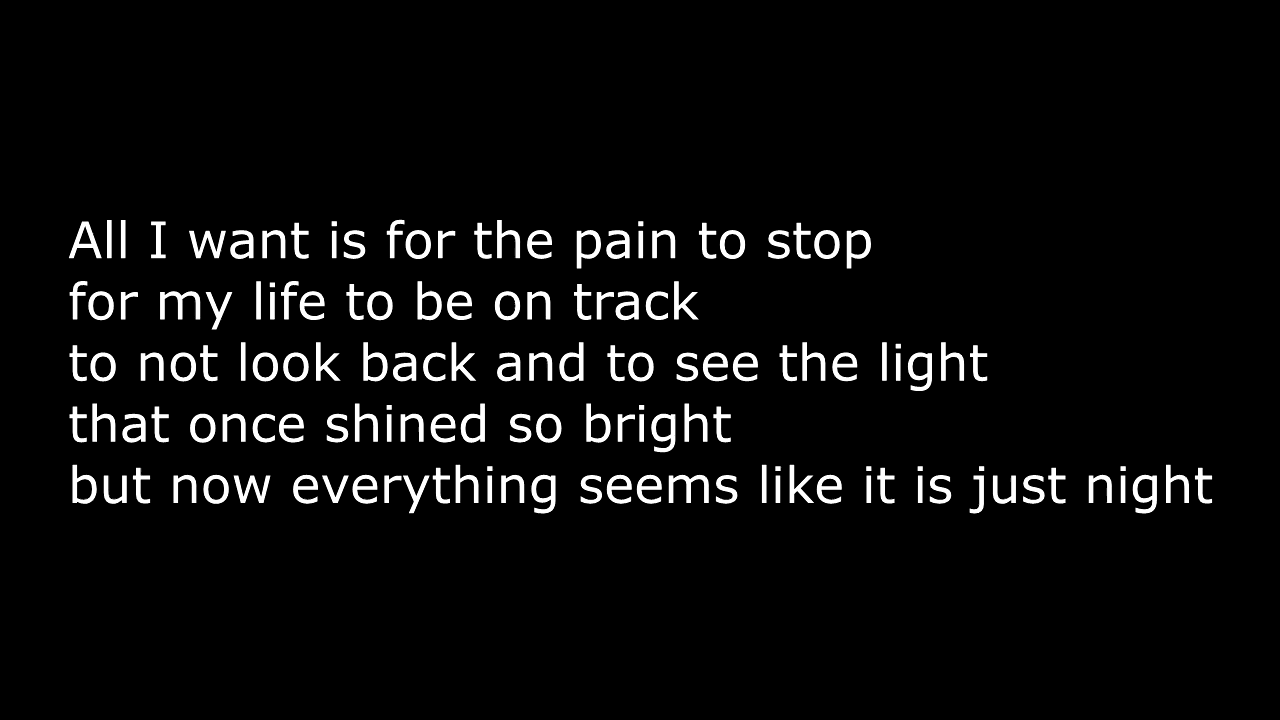 All I want is for the pain to stop
for my life to be on track
to not look back and to see the light
that once shined so bright
but now everything seems like it is just night